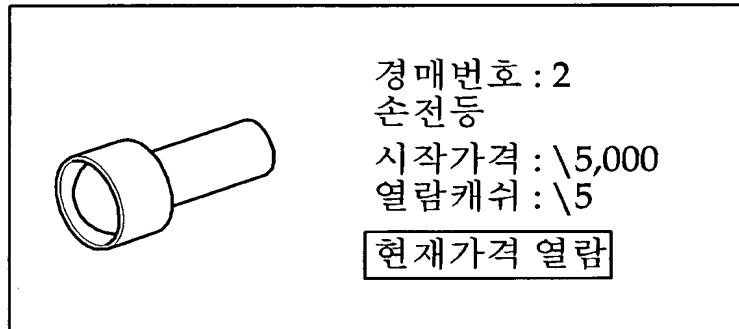 경매번호 : 2
손전등
시작가격 : \5,000
열람캐쉬 : \5
현재가격 열람